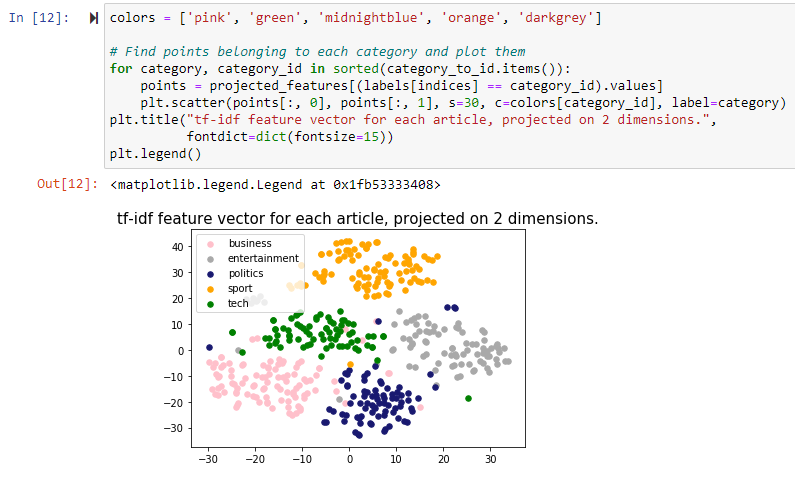 In [12]:
colors = ['pink', 'green', 'midnightblue', 'orange', 'darkgrey']
# Find points belonging to each category and plot them
for category, category_id in sorted(category_to_id.items()):
    points = projected_features[(labels[indices] == category_id).values]
    plt.scatter(points[:, 0], points[:, 1], s=30, c=colors[category_id], label=category)
plt.title("tf-idf feature vector for each article, projected on 2 dimensions.",
          fontdict=dict(fontsize=15))
plt.legend()
Out[12]: <matplotlib.legend.Legend at 0x1fb53333408>
tf-idf feature vector for each article, projected on 2 dimensions.
business
entertainment
politics
sport
tech
40
30
20
10
0
−10
−20
−30
−30 −20 −10 0 10 20 30